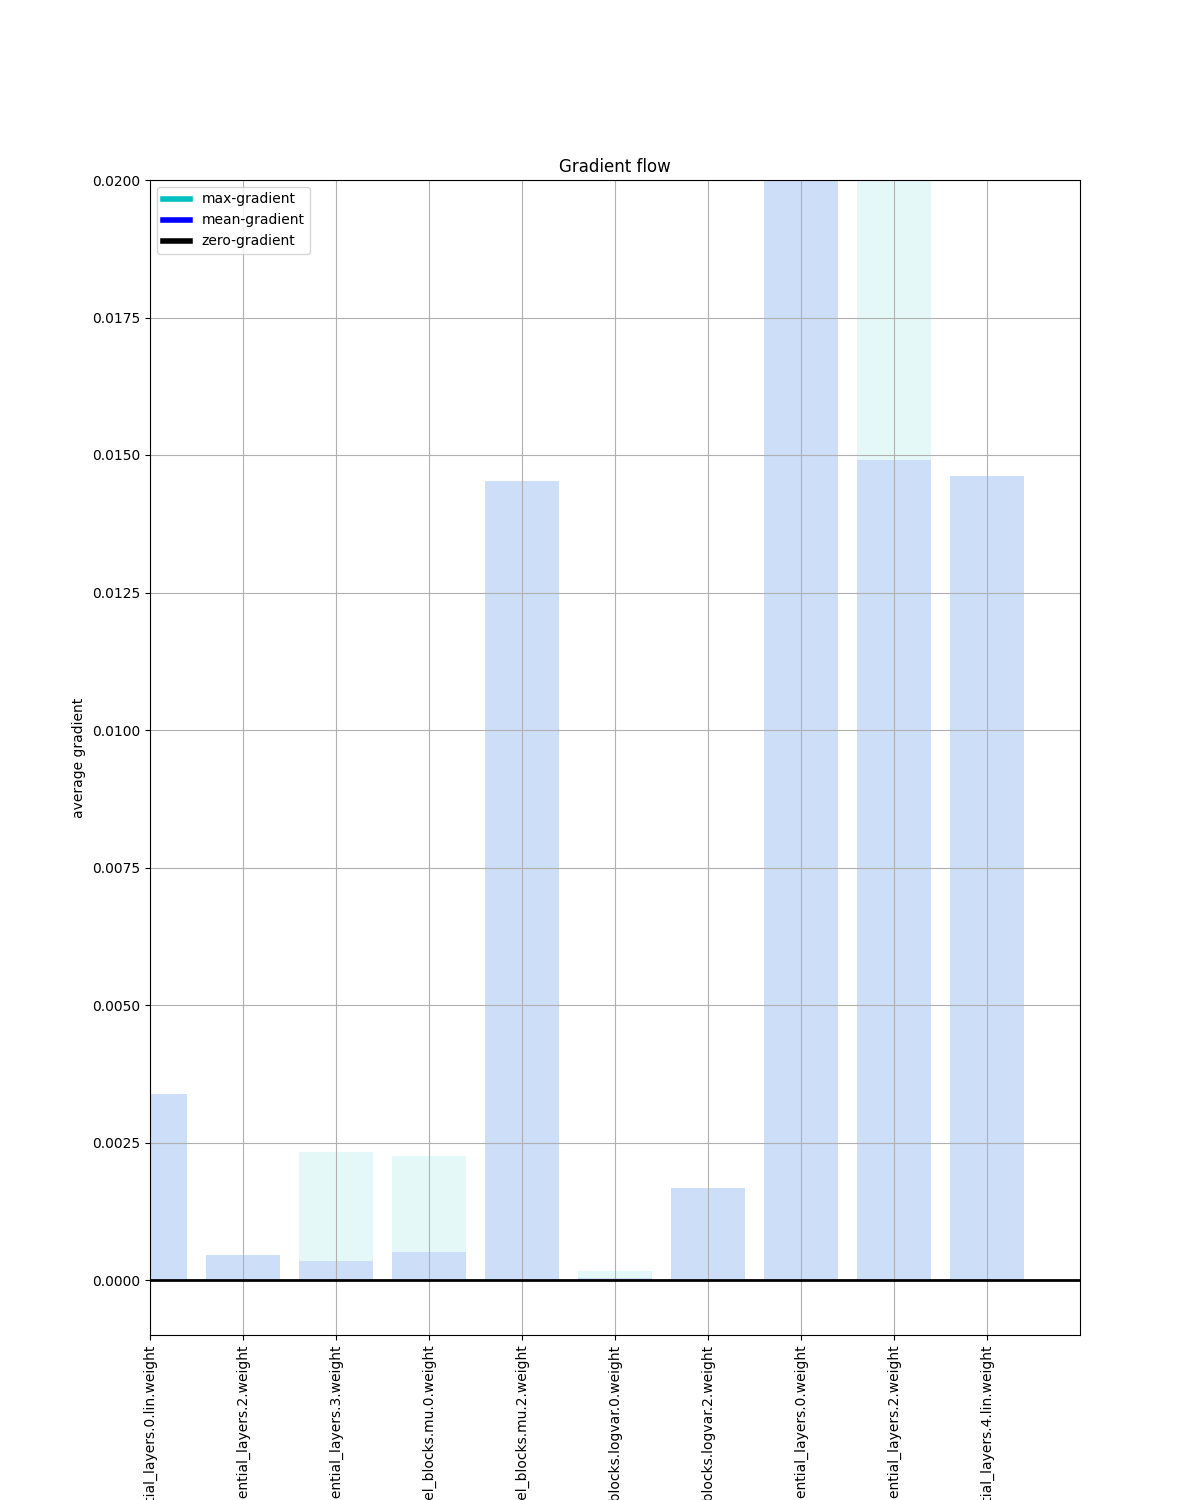 Gradient flow
max-gradient
mean-gradient
zero-gradient
0.0200
0.0175
0.0150
0.0125
0.0100
0.0075
0.0050
0.0025
0.0000
average gradient
tial_layers.0.lin.weight
ential_layers.2.weight
ential_layers.3.weight
el_blocks.mu.0.weight
el_blocks.mu.2.weight
blocks.logvar.0.weight
blocks.logvar.2.weight
ential_layers.0.weight
ential_layers.2.weight
tial_layers.4.lin.weight